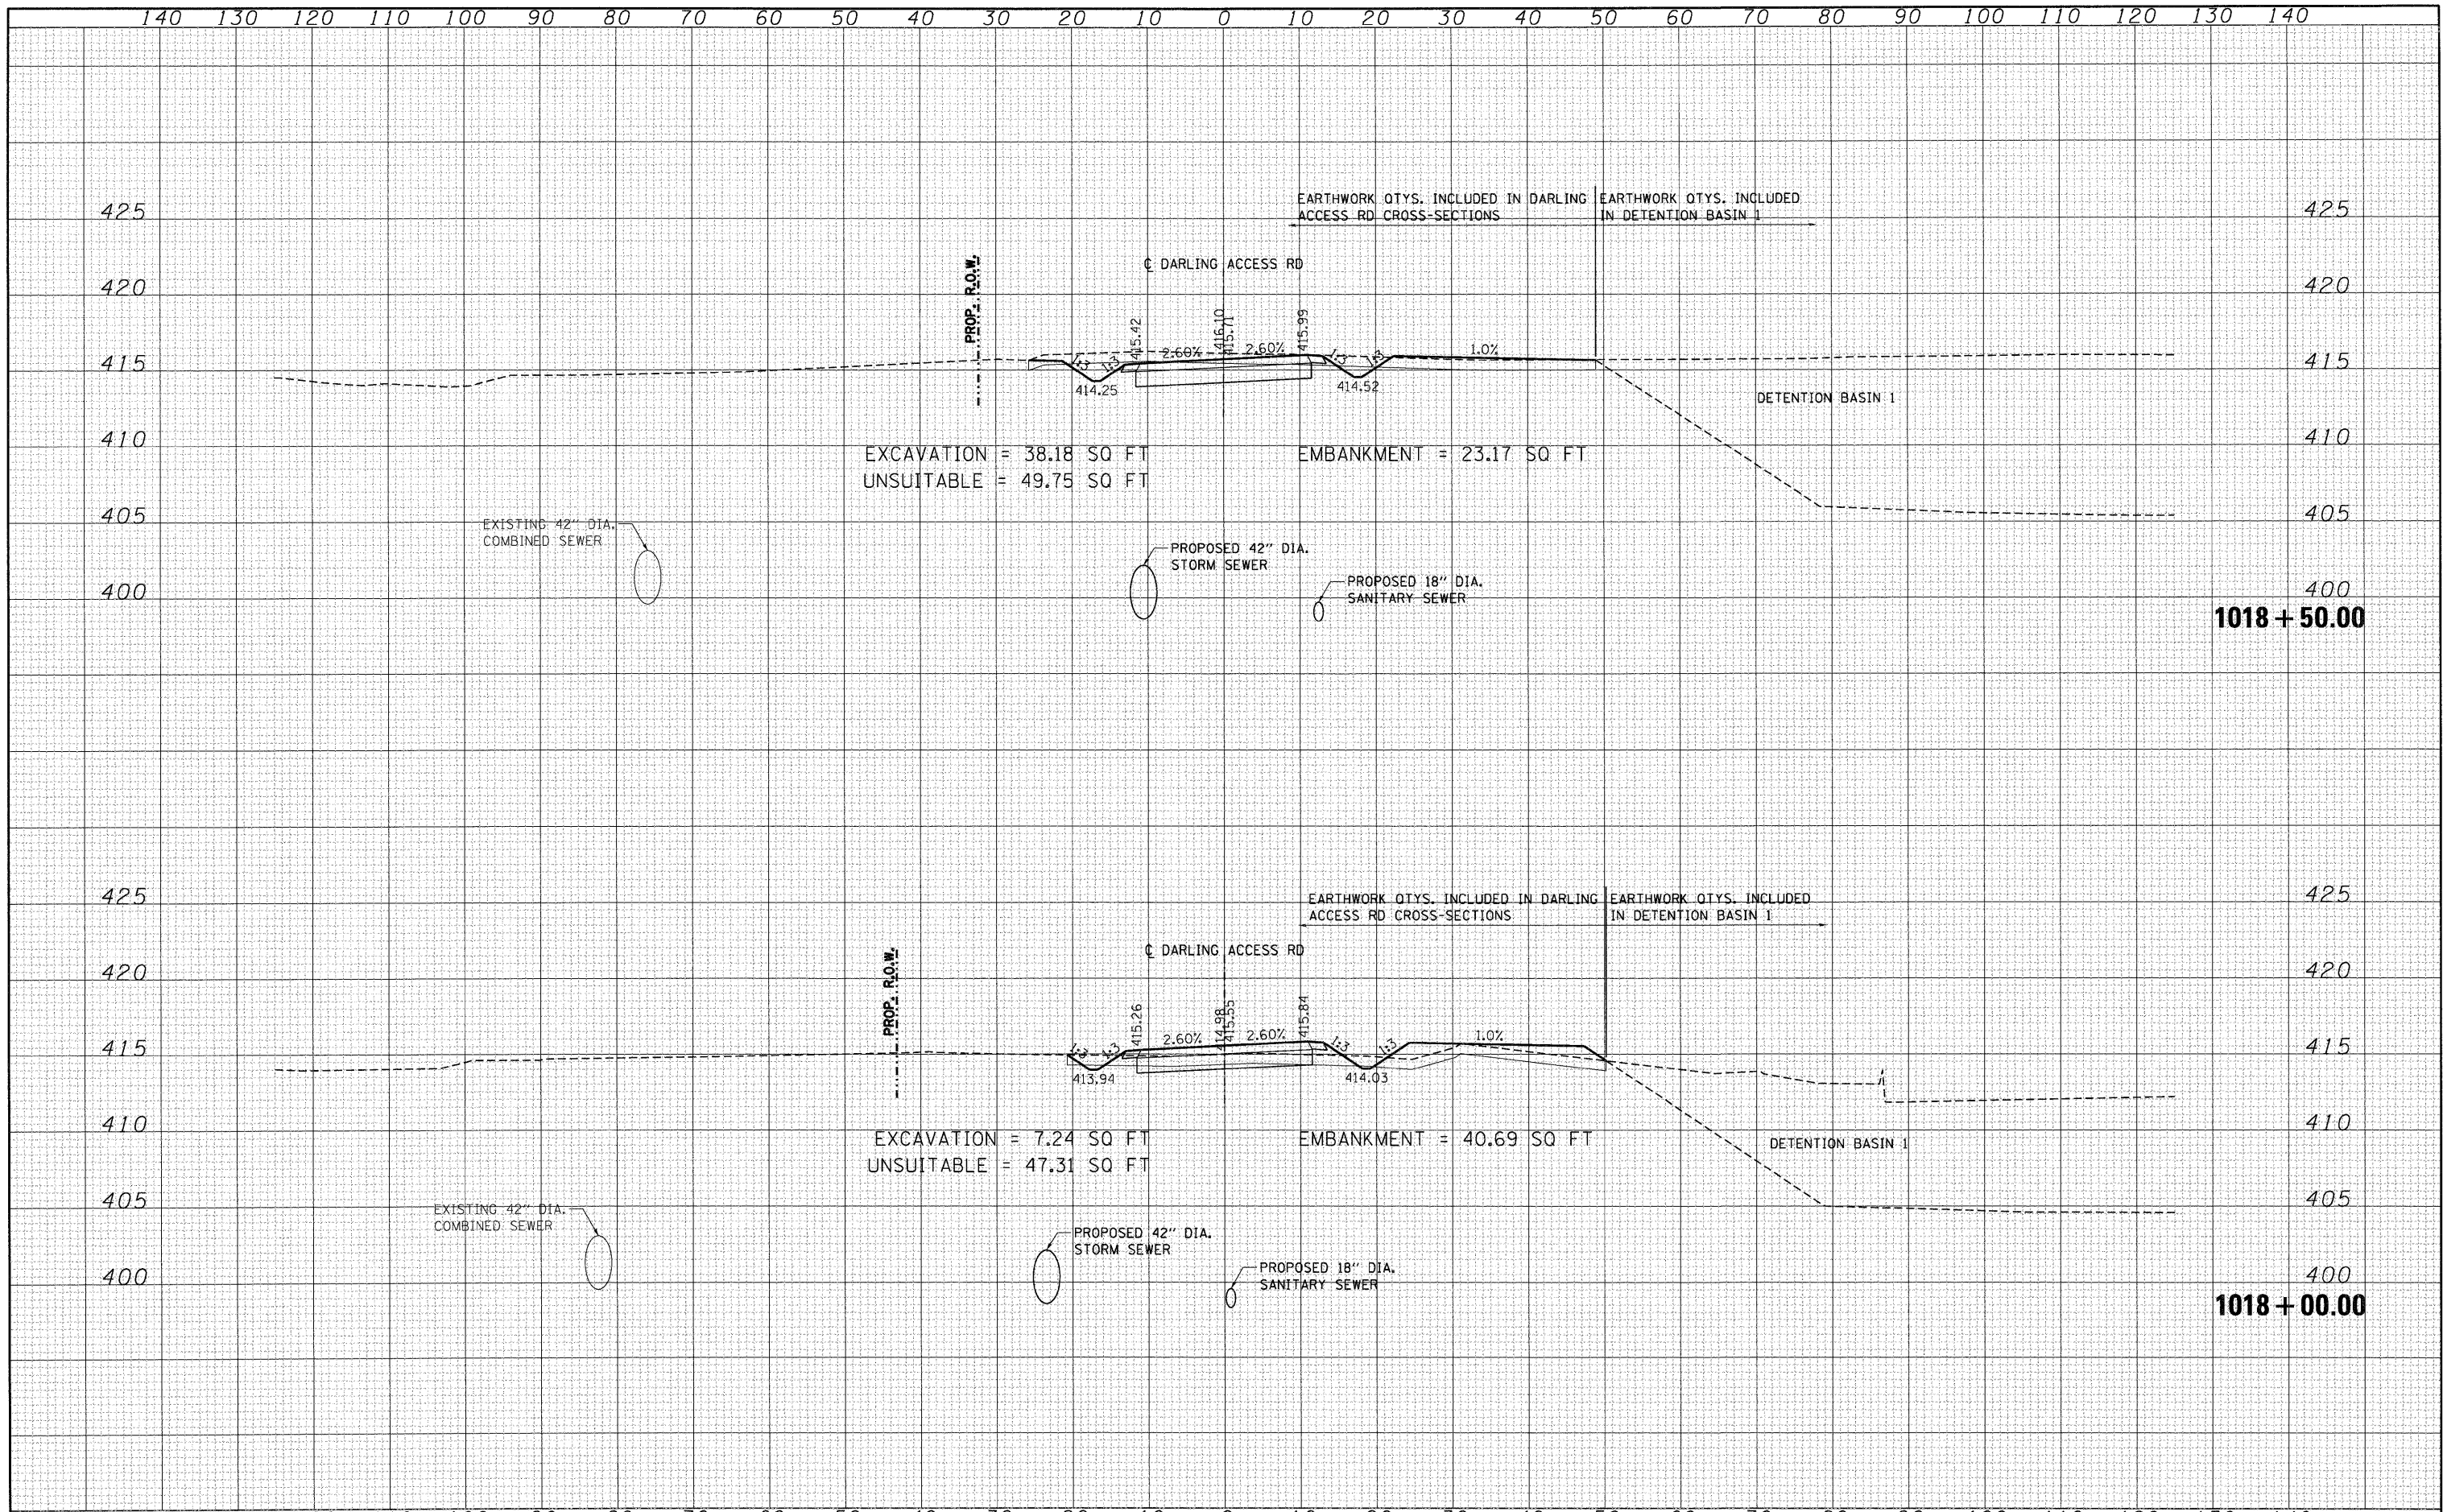 140 130 120 110 100 90 80 70 60 50 40 30 20 10 0 10 20 30 40 50 60 70 80 90 100 110 120 130 140
EARTHWORK QTYS. INCLUDED IN DARLING
ACCESS RD CROSS-SECTIONS
EARTHWORK QTYS. INCLUDED
IN DETENTION BASIN 1
425 425
℄ DARLING ACCESS RD
PROP. R.O.W.
420 420
415.42
416.10
415.71
415.99
415 415
1:3 1:3 2.60% 2.60% 1:3 1:3 1.0%
414.25
414.52
DETENTION BASIN 1
410 410
EXCAVATION = 38.18 SQ FT
EMBANKMENT = 23.17 SQ FT
UNSUITABLE = 49.75 SQ FT
405 405
EXISTING 42" DIA.
COMBINED SEWER
PROPOSED 42" DIA.
STORM SEWER
PROPOSED 18" DIA.
SANITARY SEWER
400 400
1018 + 50.00
EARTHWORK QTYS. INCLUDED IN DARLING
ACCESS RD CROSS-SECTIONS
EARTHWORK QTYS. INCLUDED
IN DETENTION BASIN 1
425 425
℄ DARLING ACCESS RD
PROP. R.O.W.
420 420
415.26
414.98
415.55
415.84
415 415
1:3 1:3 2.60% 2.60% 1:3 1:3 1.0%
413.94
414.03
410 410
EXCAVATION = 7.24 SQ FT
EMBANKMENT = 40.69 SQ FT
DETENTION BASIN 1
UNSUITABLE = 47.31 SQ FT
405 405
EXISTING 42" DIA.
COMBINED SEWER
PROPOSED 42" DIA.
STORM SEWER
PROPOSED 18" DIA.
SANITARY SEWER
400 400
1018 + 00.00